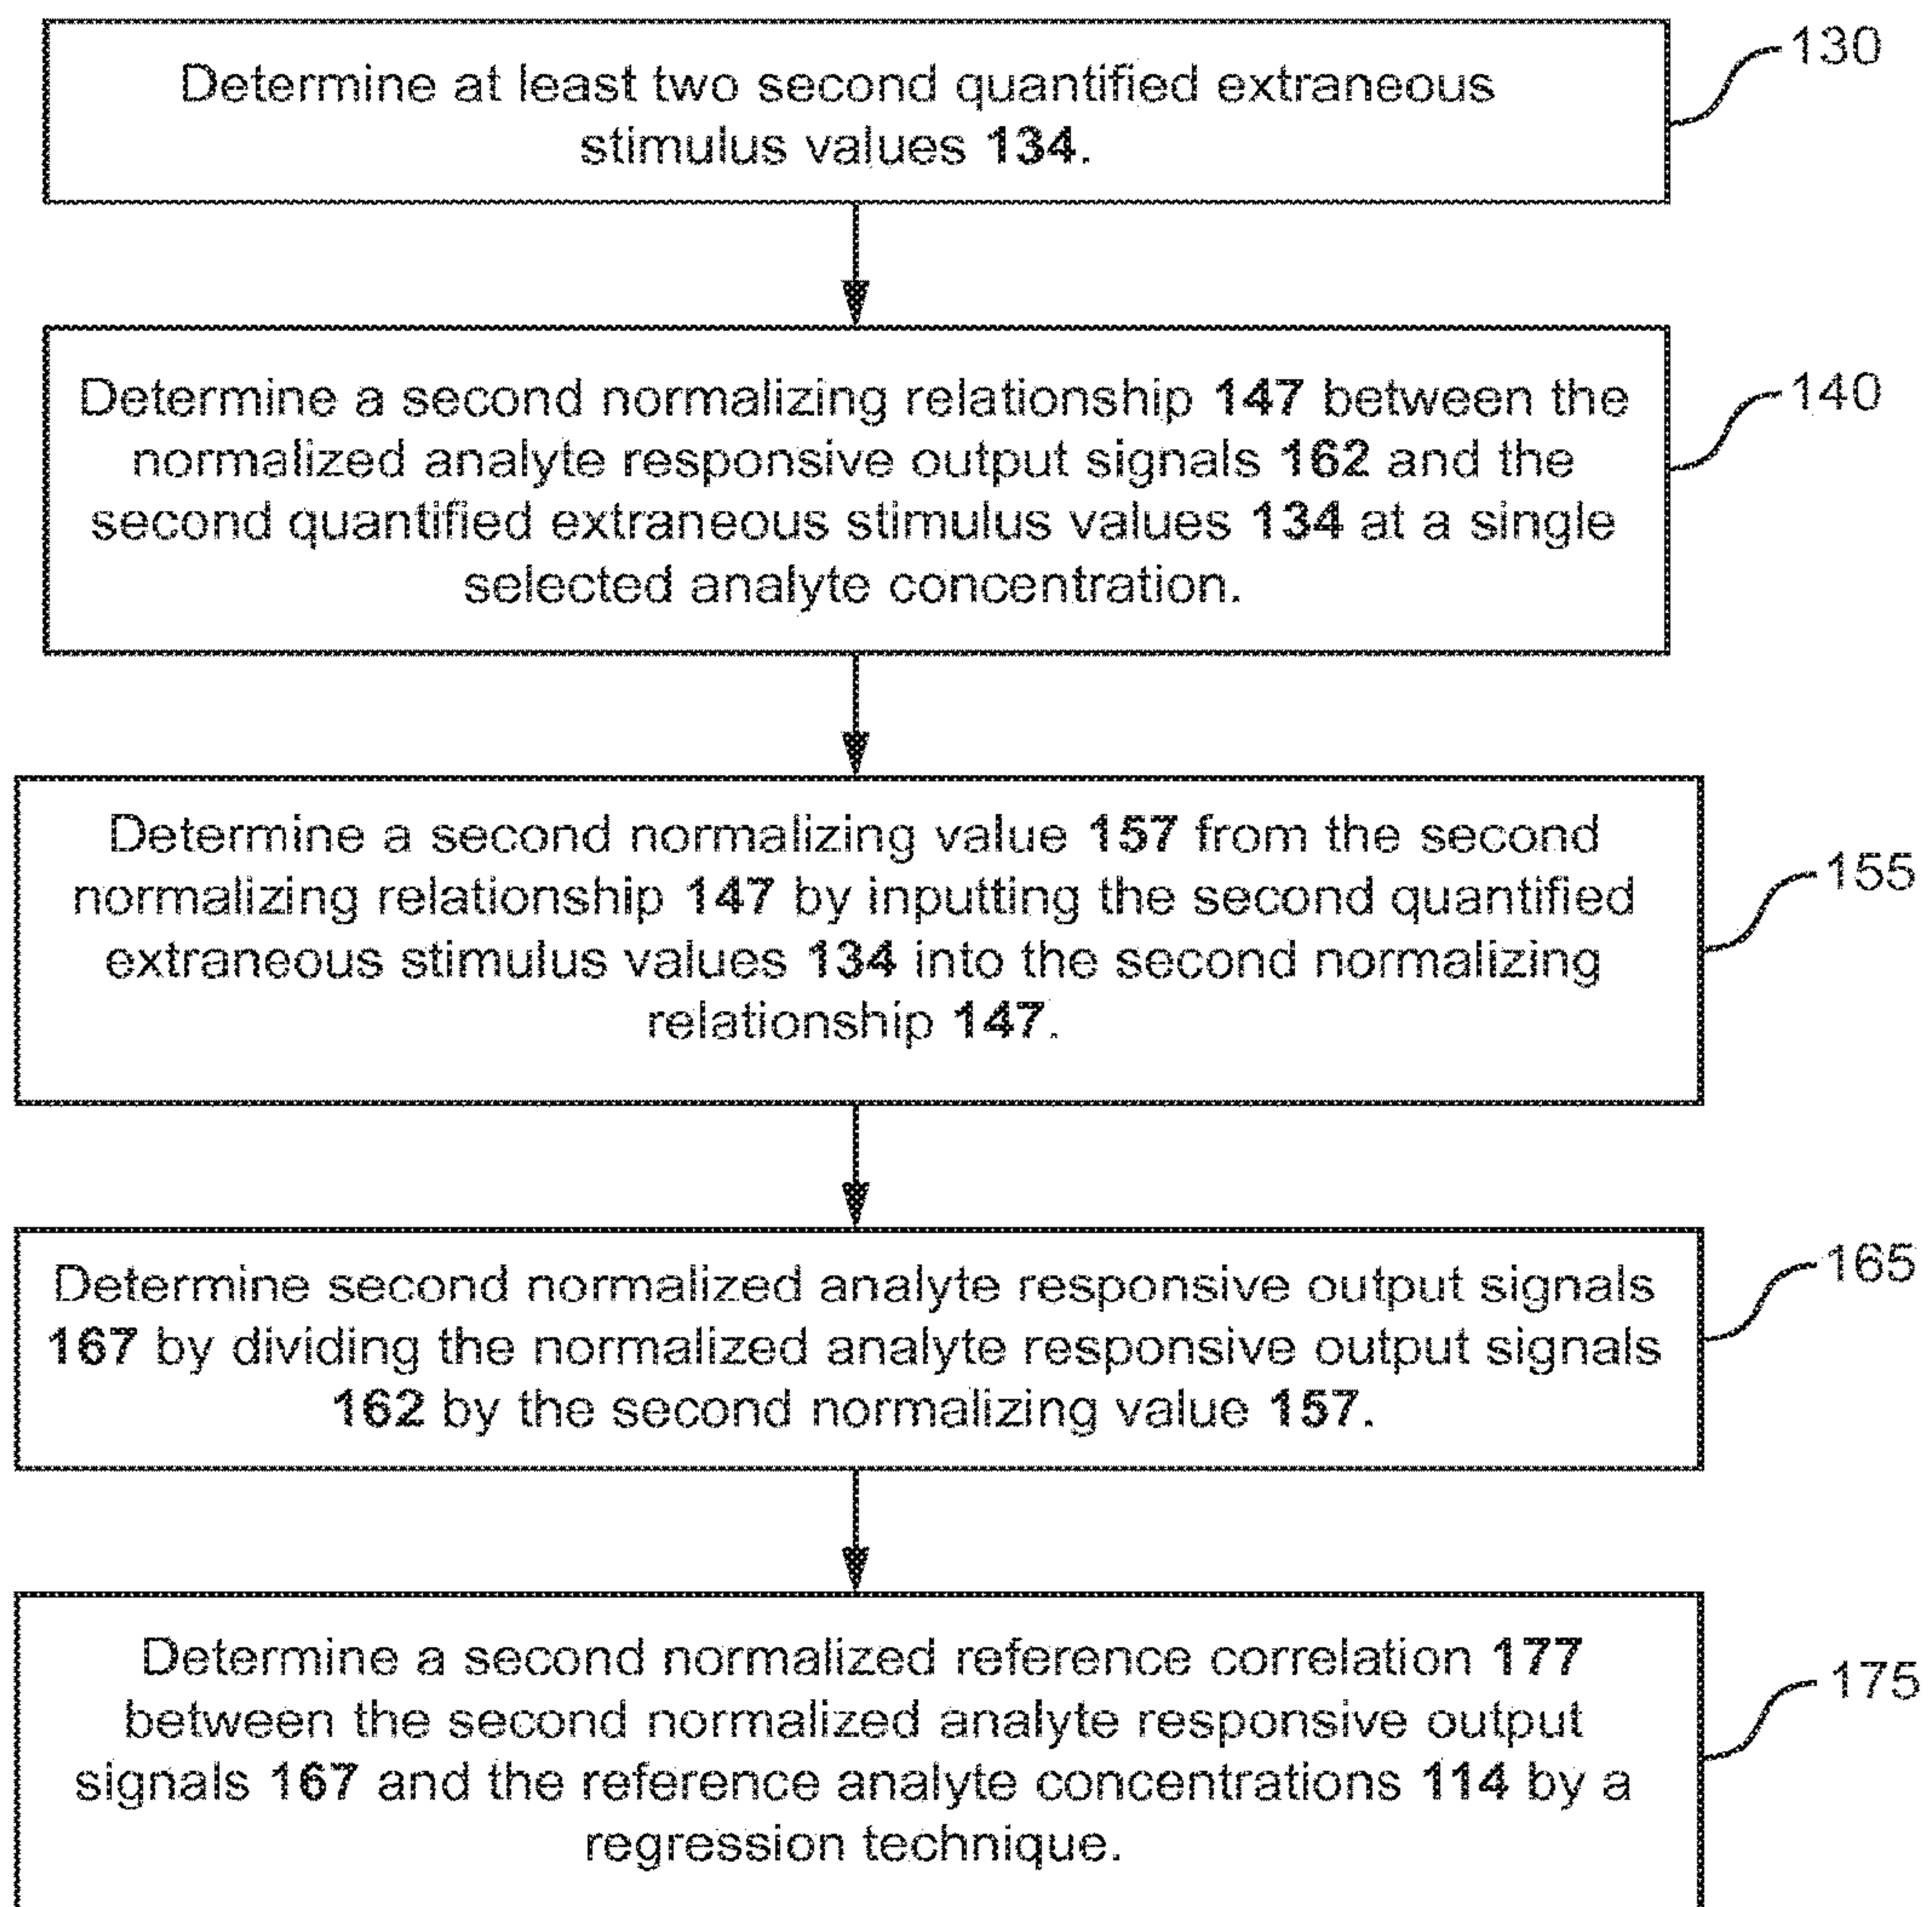 130
Determine at least two second quantified extraneous
stimulus values 134.
140
Determine a second normalizing relationship 147 between the
normalized analyte responsive output signals 162 and the
second quantified extraneous stimulus values 134 at a single
selected analyte concentration.
155
Determine a second normalizing value 157 from the second
normalizing relationship 147 by inputting the second quantified
extraneous stimulus values 134 into the second normalizing
relationship 147.
165
Determine second normalized analyte responsive output signals
167 by dividing the normalized analyte responsive output signals
162 by the second normalizing value 157.
175
Determine a second normalized reference correlation 177
between the second normalized analyte responsive output
signals 167 and the reference analyte concentrations 114 by a
regression technique.